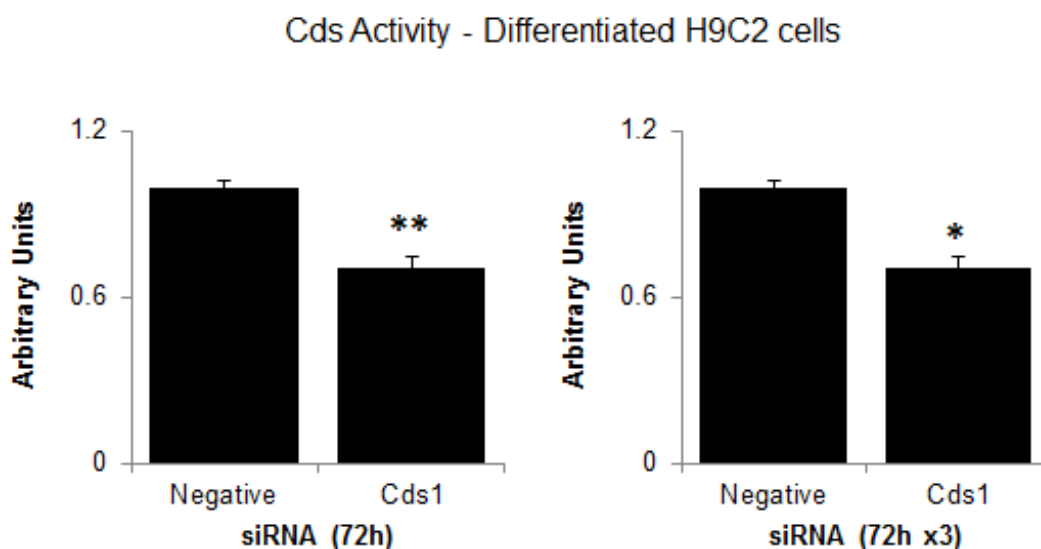 Cds Activity - Differentiated H9C2 cells
1.2
0.6
0
Arbitrary Units
**
Negative
Cds1
siRNA (72h)
1.2
0.6
0
Arbitrary Units
*
Negative
Cds1
siRNA (72h x3)